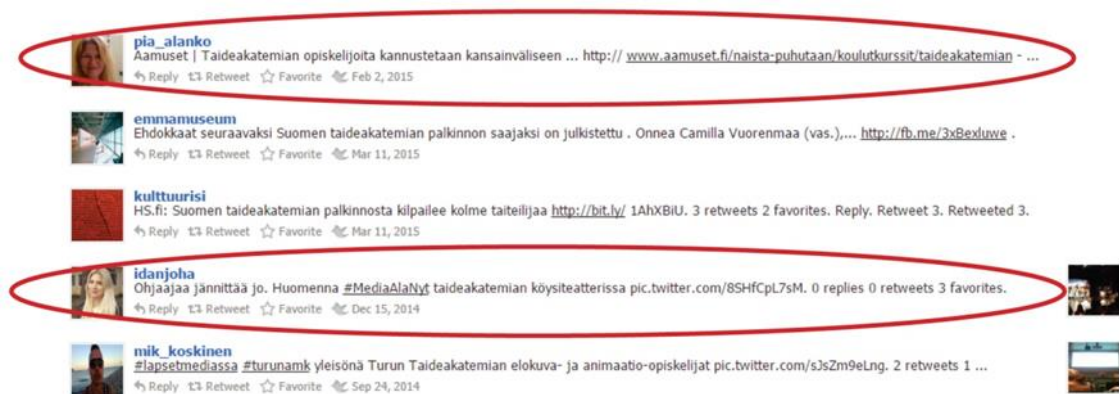 pia_alanko
Aamuset | Taideakatemian opiskelijoita kannustetaan kansainväliseen ... http:// www.aamuset.fi/naista-puhutaan/koulutkurssit/taideakatemian - ...
Reply Retweet Favorite Feb 2, 2015
emmamuseum
Ehdokkaat seuraavaksi Suomen taideakatemian palkinnon saajaksi on julkistettu . Onnea Camilla Vuorenmaa (vas.),... http://fb.me/3xBexluwe .
Reply Retweet Favorite Mar 11, 2015
kulttuurisi
HS.fi: Suomen taideakatemian palkinnosta kilpailee kolme taiteilijaa http://bit.ly/ 1AhXBiU. 3 retweets 2 favorites. Reply. Retweet 3. Retweeted 3.
Reply Retweet Favorite Mar 11, 2015
idanjoha
Ohjaajaa jännittää jo. Huomenna #MediaAlaNyt taideakatemian köysiteatterissa pic.twitter.com/8SHfCpL7sM. 0 replies 0 retweets 3 favorites.
Reply Retweet Favorite Dec 15, 2014
mik_koskinen
#lapsetmediassa #turunamk yleisönä Turun Taideakatemian elokuva- ja animaatio-opiskelijat pic.twitter.com/sJsZm9eLng. 2 retweets 1 ...
Reply Retweet Favorite Sep 24, 2014